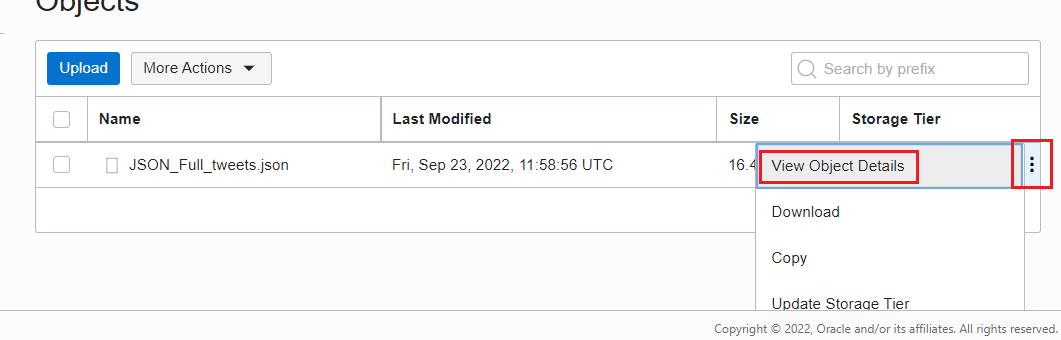 Objects
Upload
More Actions
Search by prefix
Name Last Modified Size Storage Tier
JSON_Full_tweets.json Fri, Sep 23, 2022, 11:58:56 UTC 16.4
View Object Details
Download
Copy
Update Storage Tier
Copyright © 2022, Oracle and/or its affiliates. All rights reserved.